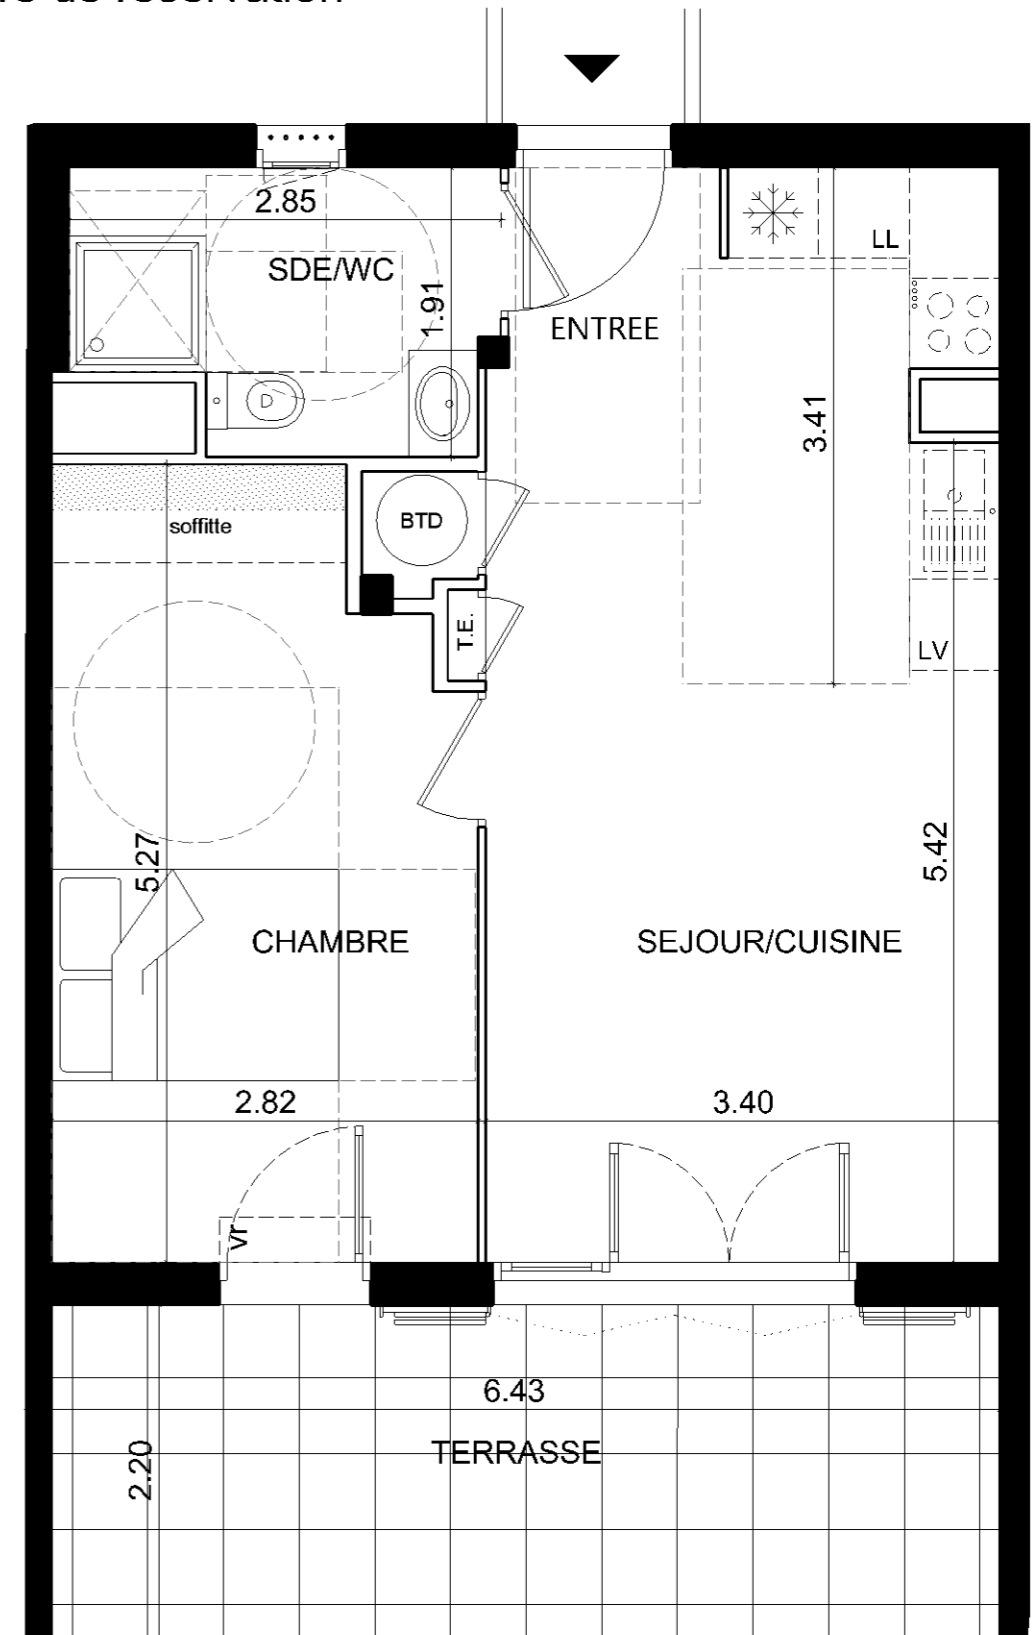 2.85
SDE/WC
1.91
ENTREE
LL
3.41
soffitte
BTD
T.E.
LV
5.27
5.42
CHAMBRE
SEJOUR/CUISINE
2.82
3.40
vr
6.43
TERRASSE
2.20